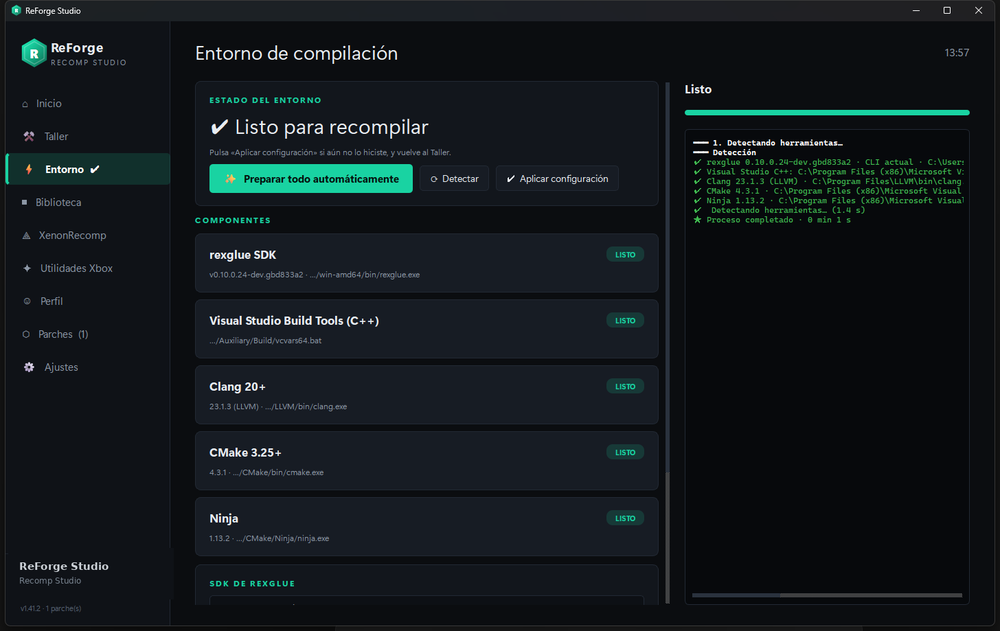 ReForge Studio
R
ReForge
RECOMP STUDIO
Inicio
Taller
Entorno ✔
Biblioteca
XenonRecomp
Utilidades Xbox
Perfil
Parches (1)
Ajustes
ReForge Studio
Recomp Studio
v1.41.2 · 1 parche(s)
Entorno de compilación
13:57
ESTADO DEL ENTORNO
✔ Listo para recompilar
Pulsa «Aplicar configuración» si aún no lo hiciste, y vuelve al Taller.
✨ Preparar todo automáticamente
⟳ Detectar
✔ Aplicar configuración
COMPONENTES
rexglue SDK
LISTO
v0.10.0.24-dev.gbd833a2 · .../win-amd64/bin/rexglue.exe
Visual Studio Build Tools (C++)
LISTO
.../Auxiliary/Build/vcvars64.bat
Clang 20+
LISTO
23.1.3 (LLVM) · .../LLVM/bin/clang.exe
CMake 3.25+
LISTO
4.3.1 · .../CMake/bin/cmake.exe
Ninja
LISTO
1.13.2 · .../CMake/Ninja/ninja.exe
SDK DE REXGLUE
Listo
━━ 1. Detectando herramientas…
━━ Detección
✔ rexglue 0.10.0.24-dev.gbd833a2 · CLI actual · C:\Users
✔ Visual Studio C++: C:\Program Files (x86)\Microsoft Vi
✔ Clang 23.1.3 (LLVM) · C:\Program Files\LLVM\bin\clang
✔ CMake 4.3.1 · C:\Program Files (x86)\Microsoft Visual
✔ Ninja 1.13.2 · C:\Program Files (x86)\Microsoft Visual
✔ Detectando herramientas… (1.4 s)
★ Proceso completado · 0 min 1 s